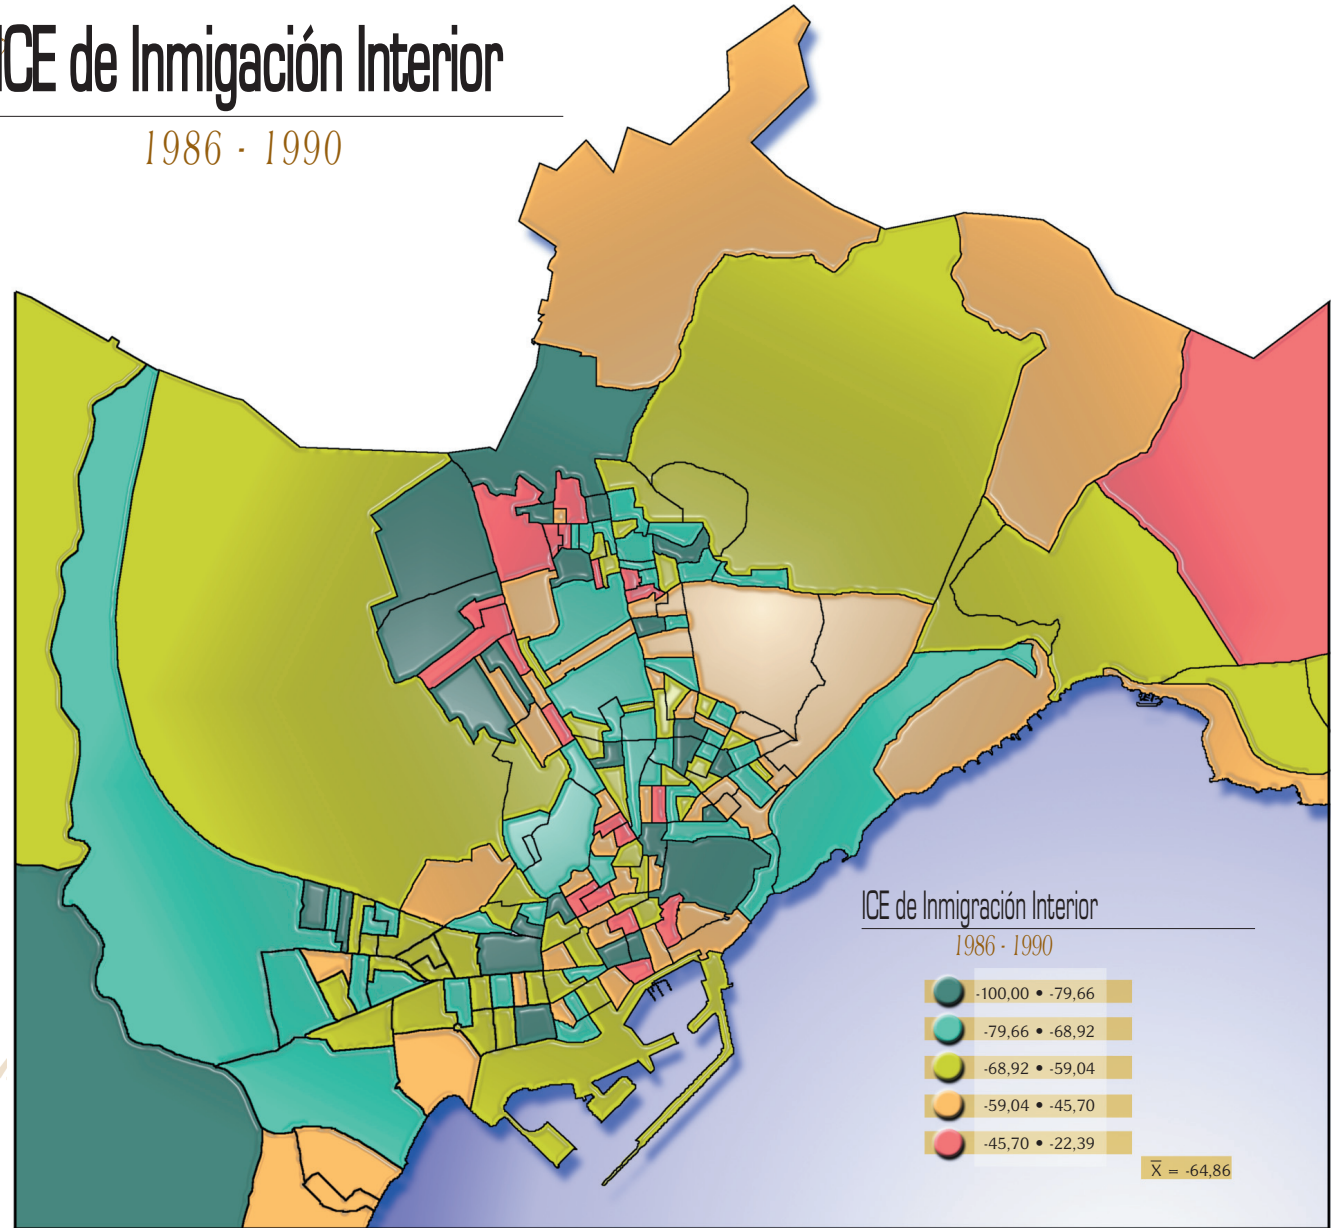 ICE de Inmigación Interior
1986 - 1990
ICE de Inmigración Interior
1986 - 1990
-100,00 • -79,66
-79,66 • -68,92
-68,92 • -59,04
-59,04 • -45,70
-45,70 • -22,39
X̅ = -64,86